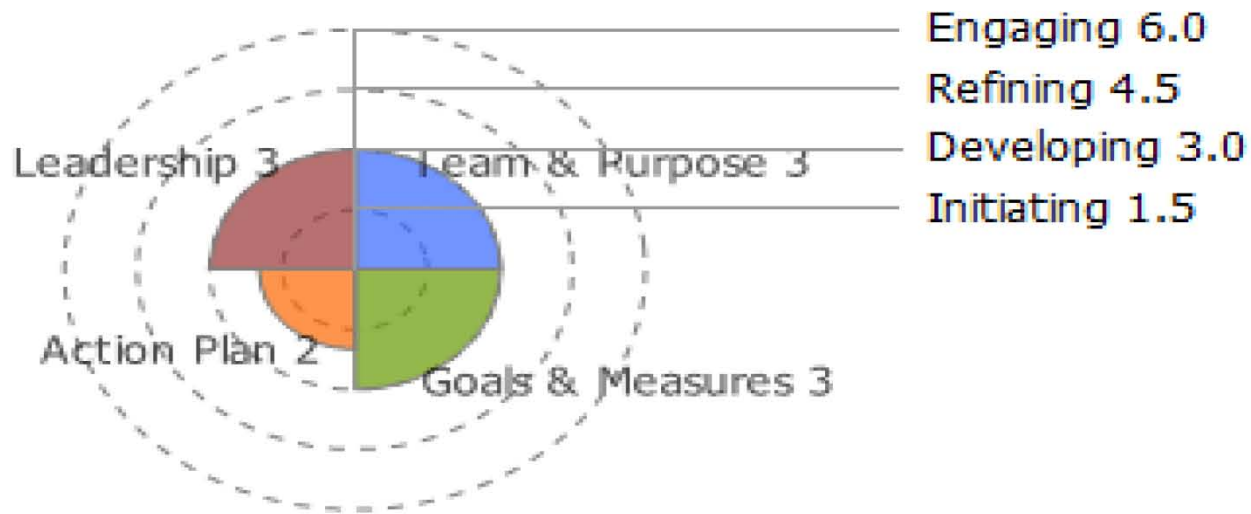 Engaging 6.0
Refining 4.5
Developing 3.0
Initiating 1.5
Leadership 3
Team & Purpose 3
Action Plan 2
Goals & Measures 3